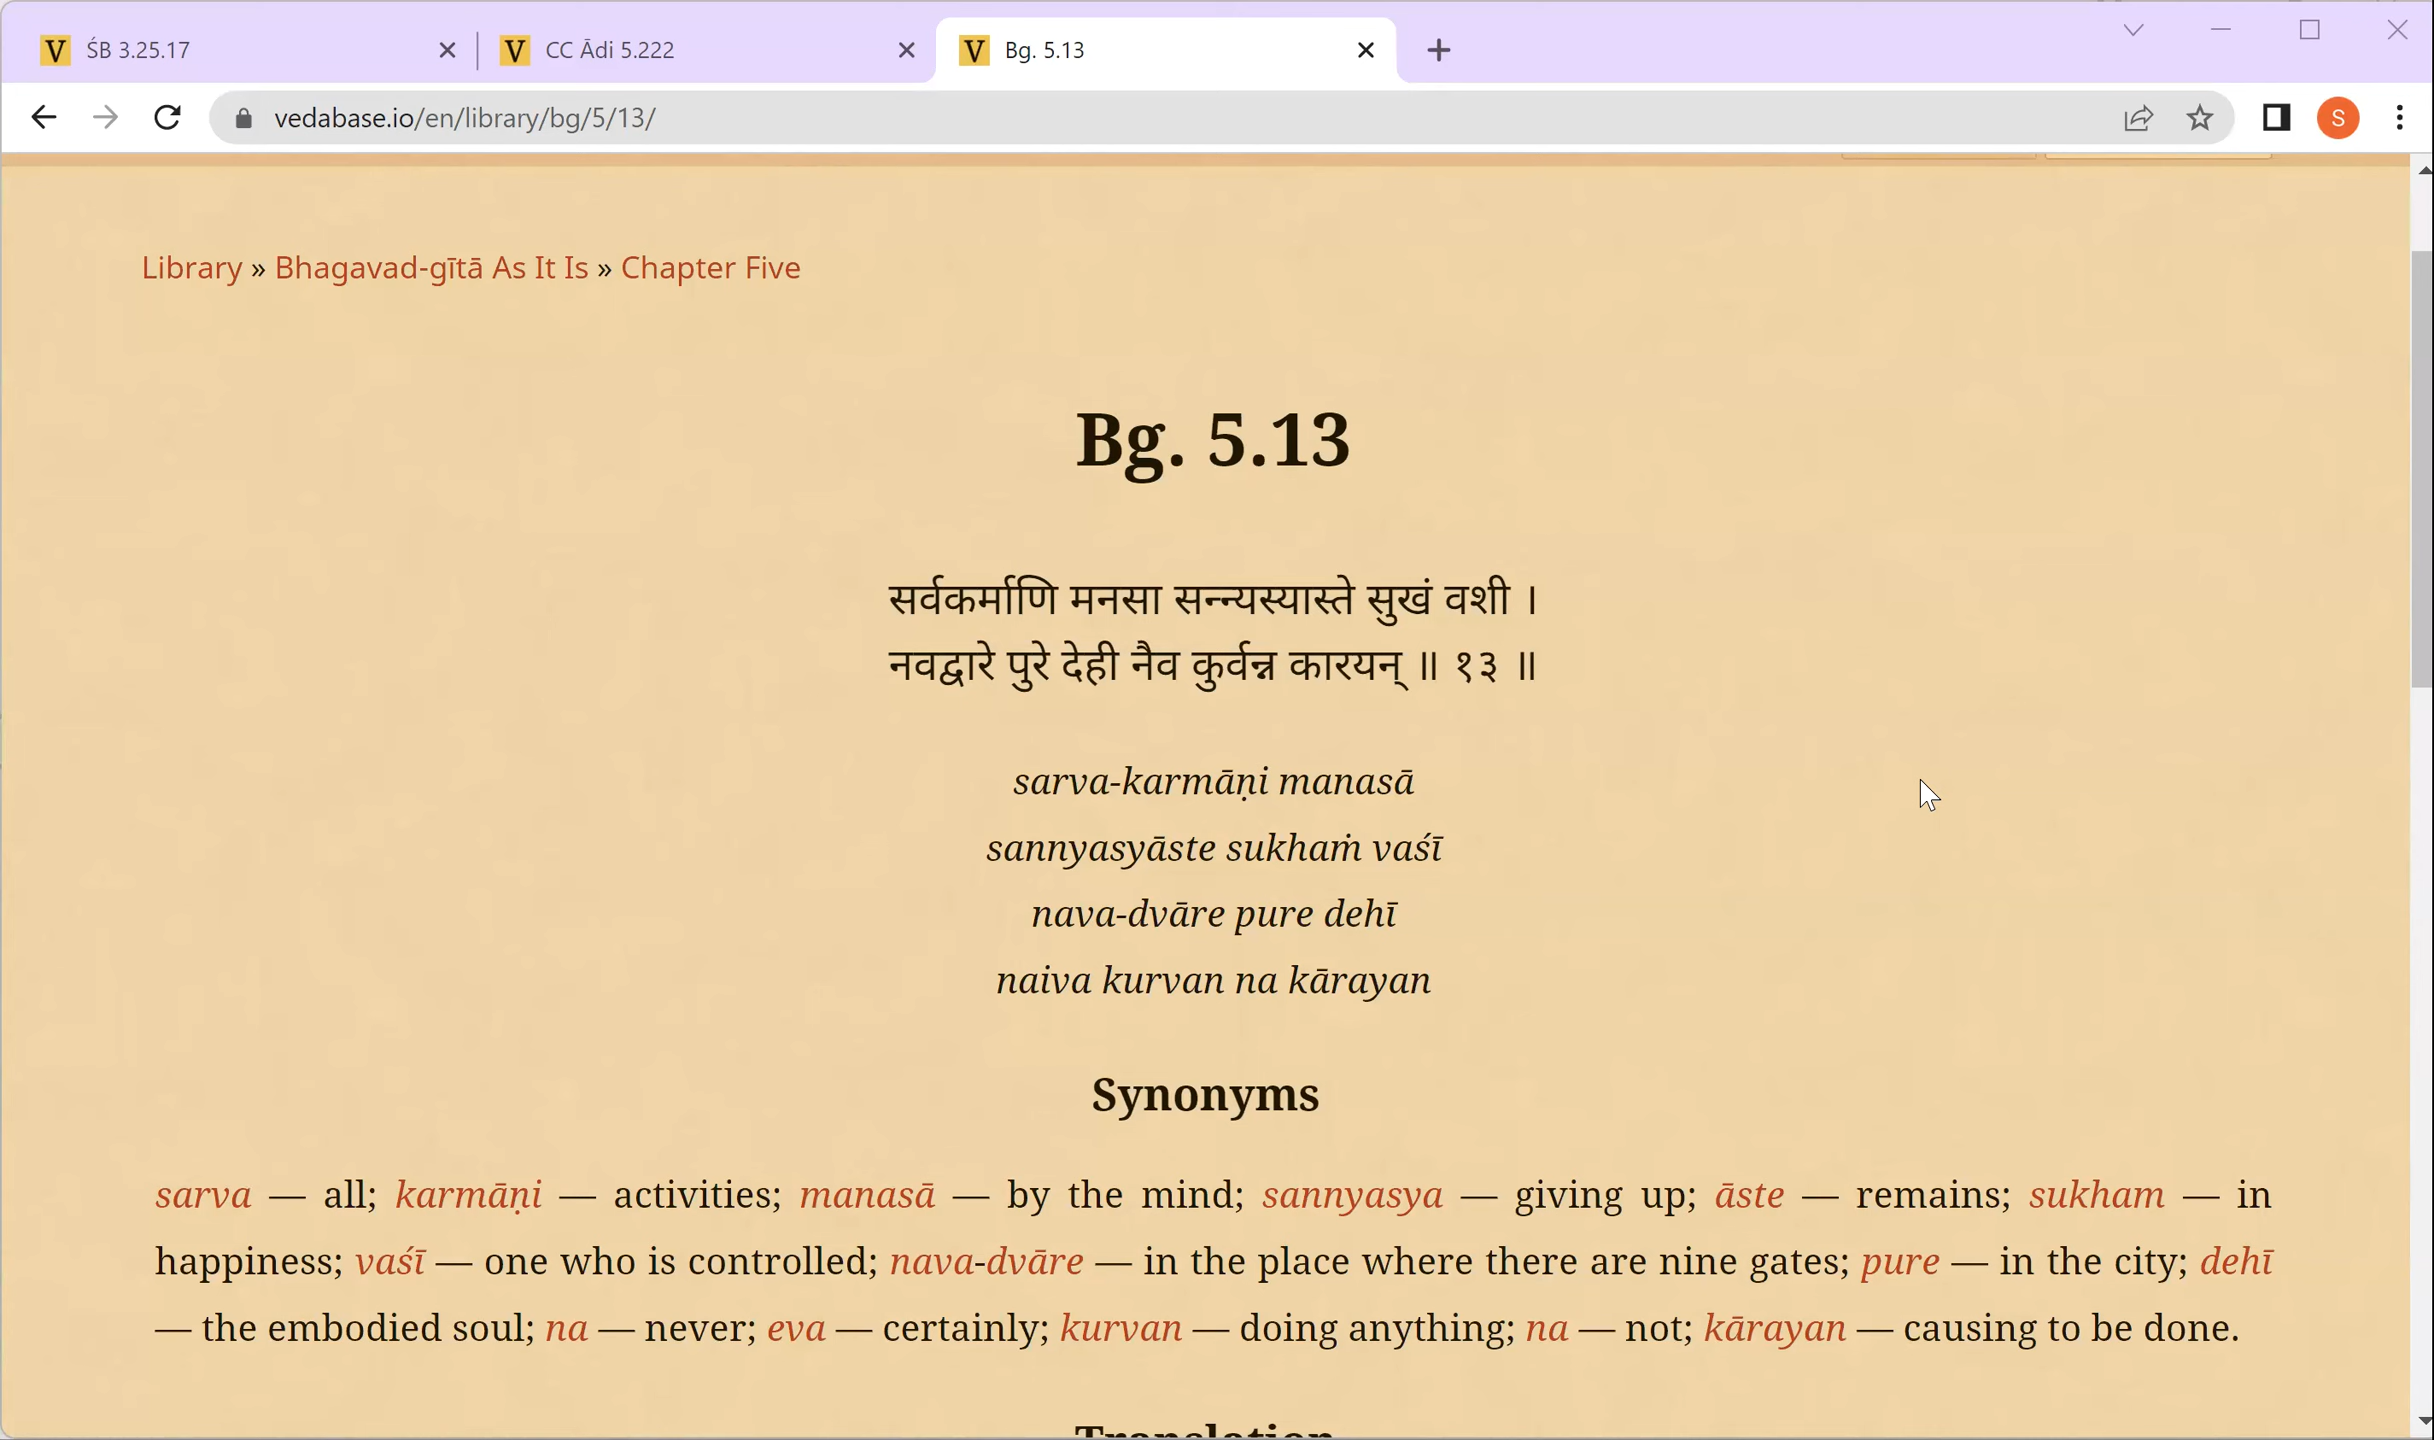 ŚB 3.25.17
CC Ādi 5.222
Bg. 5.13
vedabase.io/en/library/bg/5/13/
S
Library » Bhagavad-gītā As It Is » Chapter Five
Bg. 5.13
सर्वकर्माणि मनसा सन्न्यस्यास्ते सुखं वशी ।
नवद्वारे पुरे देही नैव कुर्वन्न कारयन् ॥ १३ ॥
sarva-karmāṇi manasā
sannyasyāste sukhaṁ vaśī
nava-dvāre pure dehī
naiva kurvan na kārayan
Synonyms
sarva — all; karmāṇi — activities; manasā — by the mind; sannyasya — giving up; āste — remains; sukham — in
happiness; vaśī — one who is controlled; nava-dvāre — in the place where there are nine gates; pure — in the city; dehī
— the embodied soul; na — never; eva — certainly; kurvan — doing anything; na — not; kārayan — causing to be done.
Translation